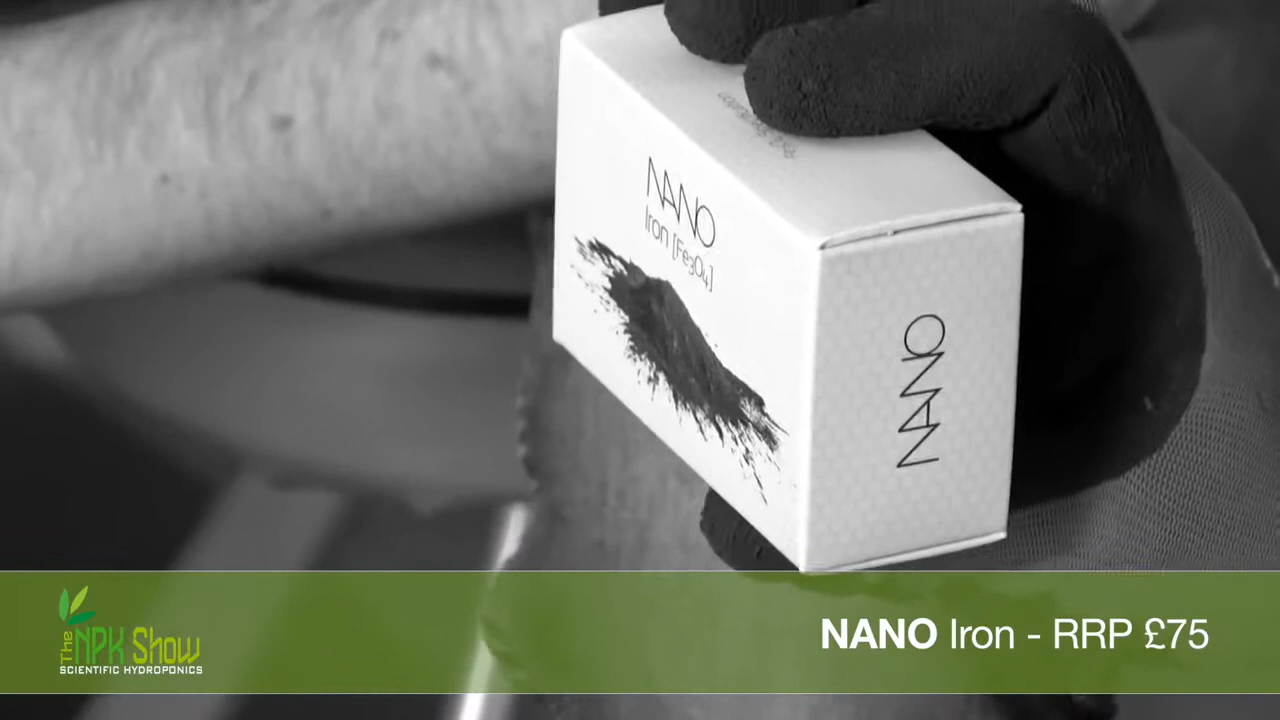 NANO
Iron [Fe3O4]
NANO
The NPK Show
SCIENTIFIC HYDROPONICS
NANO Iron - RRP £75